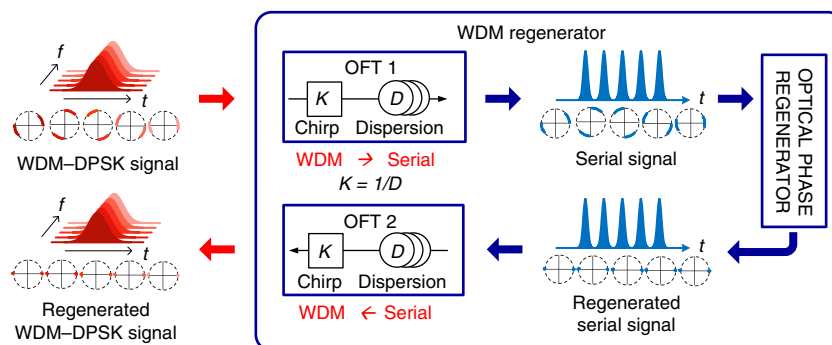 WDM regenerator
f
t
WDM–DPSK signal
OFT 1
K
D
Chirp
Dispersion
WDM → Serial
K = 1/D
t
Serial signal
OPTICAL PHASE
REGENERATOR
f
t
Regenerated
WDM–DPSK signal
OFT 2
K
D
Chirp
Dispersion
WDM ← Serial
t
Regenerated
serial signal